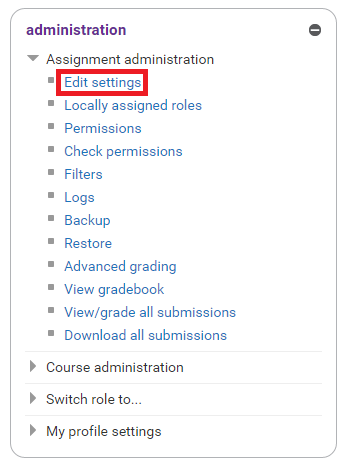 administration
Assignment administration
Edit settings
Locally assigned roles
Permissions
Check permissions
Filters
Logs
Backup
Restore
Advanced grading
View gradebook
View/grade all submissions
Download all submissions
Course administration
Switch role to...
My profile settings